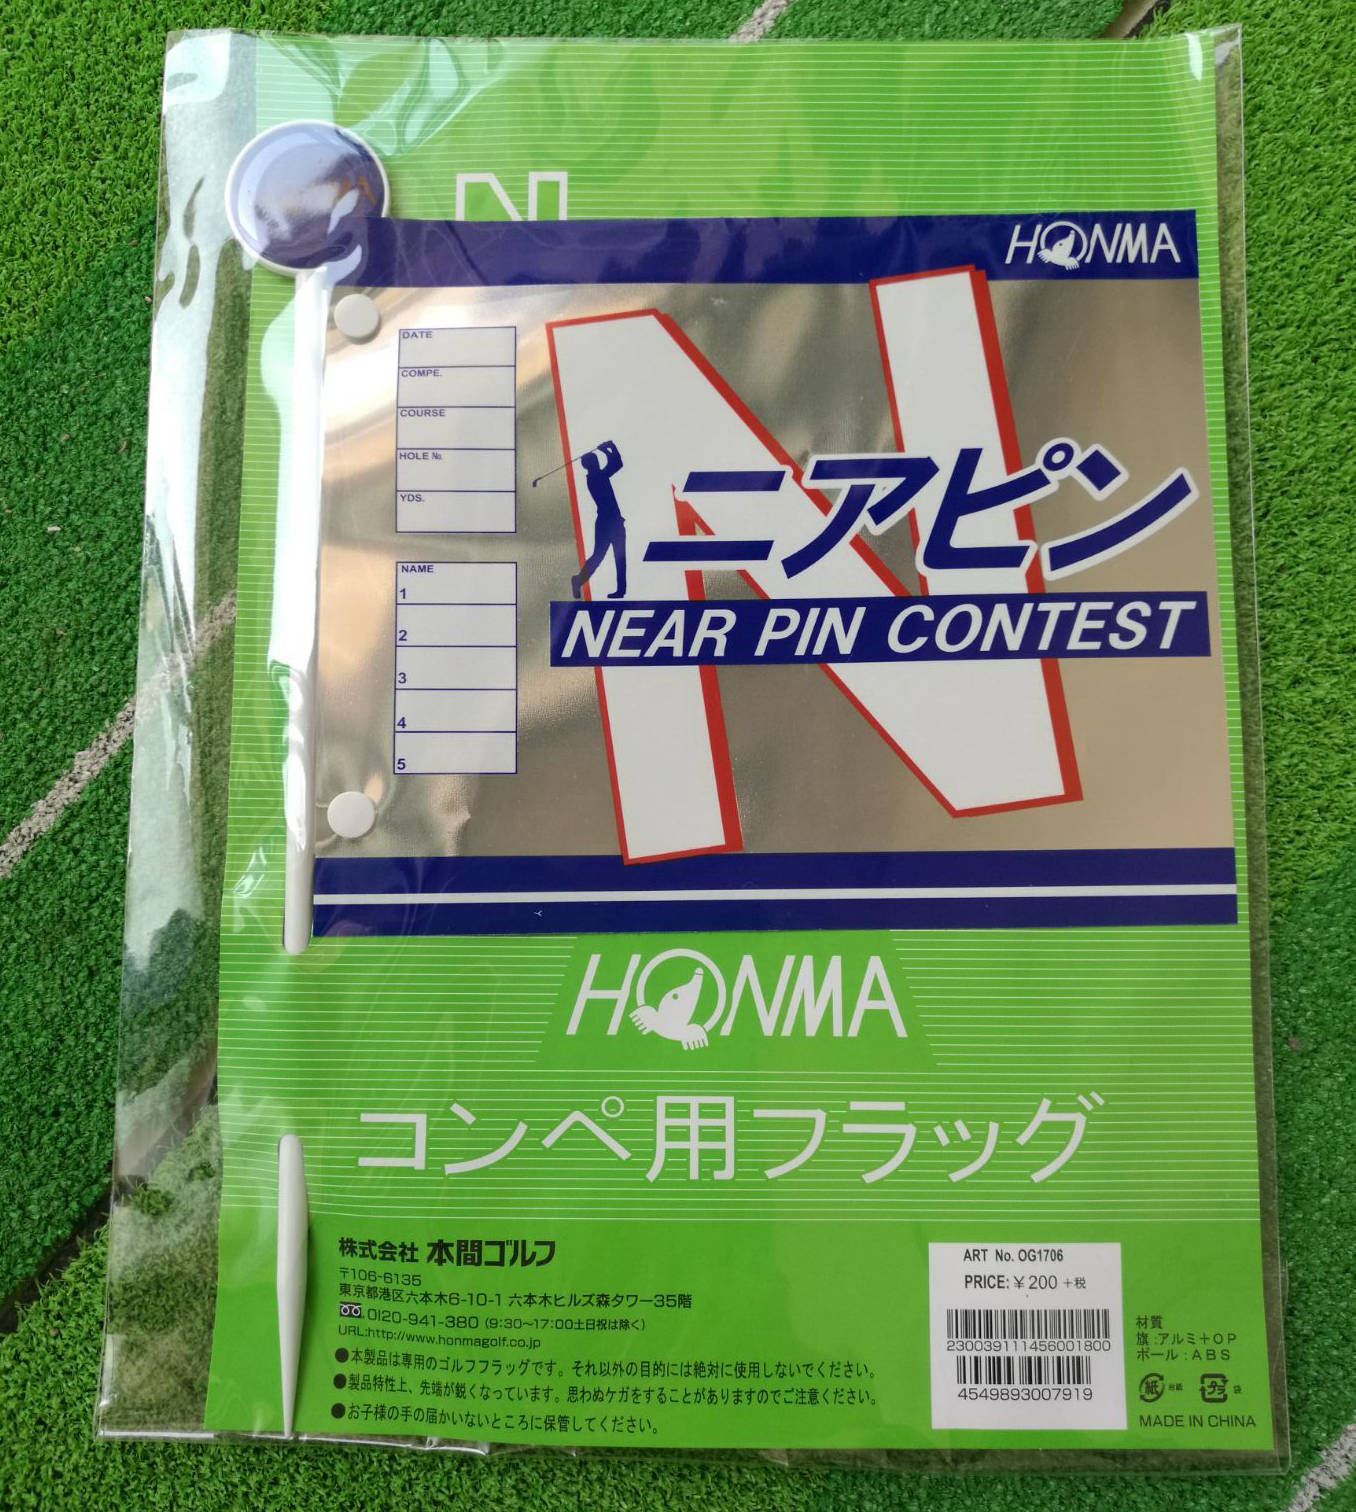 N
HONMA
DATE
COMPE.
COURSE
HOLE №.
YDS.
NAME
1
2
3
4
5
N
ニアピン
NEAR PIN CONTEST
HONMA
コンペ用フラッグ
株式会社 本間ゴルフ
〒106-6135
東京都港区六本木6-10-1 六本木ヒルズ森タワー35階
0120-941-380 (9:30~17:00土日祝は除く)
URL:http://www.honmagolf.co.jp
●本製品は専用のゴルフフラッグです。それ以外の目的には絶対に使用しないでください。
●製品特性上、先端が鋭くなっています。思わぬケガをすることがありますのでご注意ください。
●お子様の手の届かないところに保管してください。
ART No. OG1706
PRICE: ¥ 200 +税
2300391114560018​00
4549893007919
材質
旗:アルミ+OP
ポール:ABS
紙 台紙 プラ 袋
MADE IN CHINA